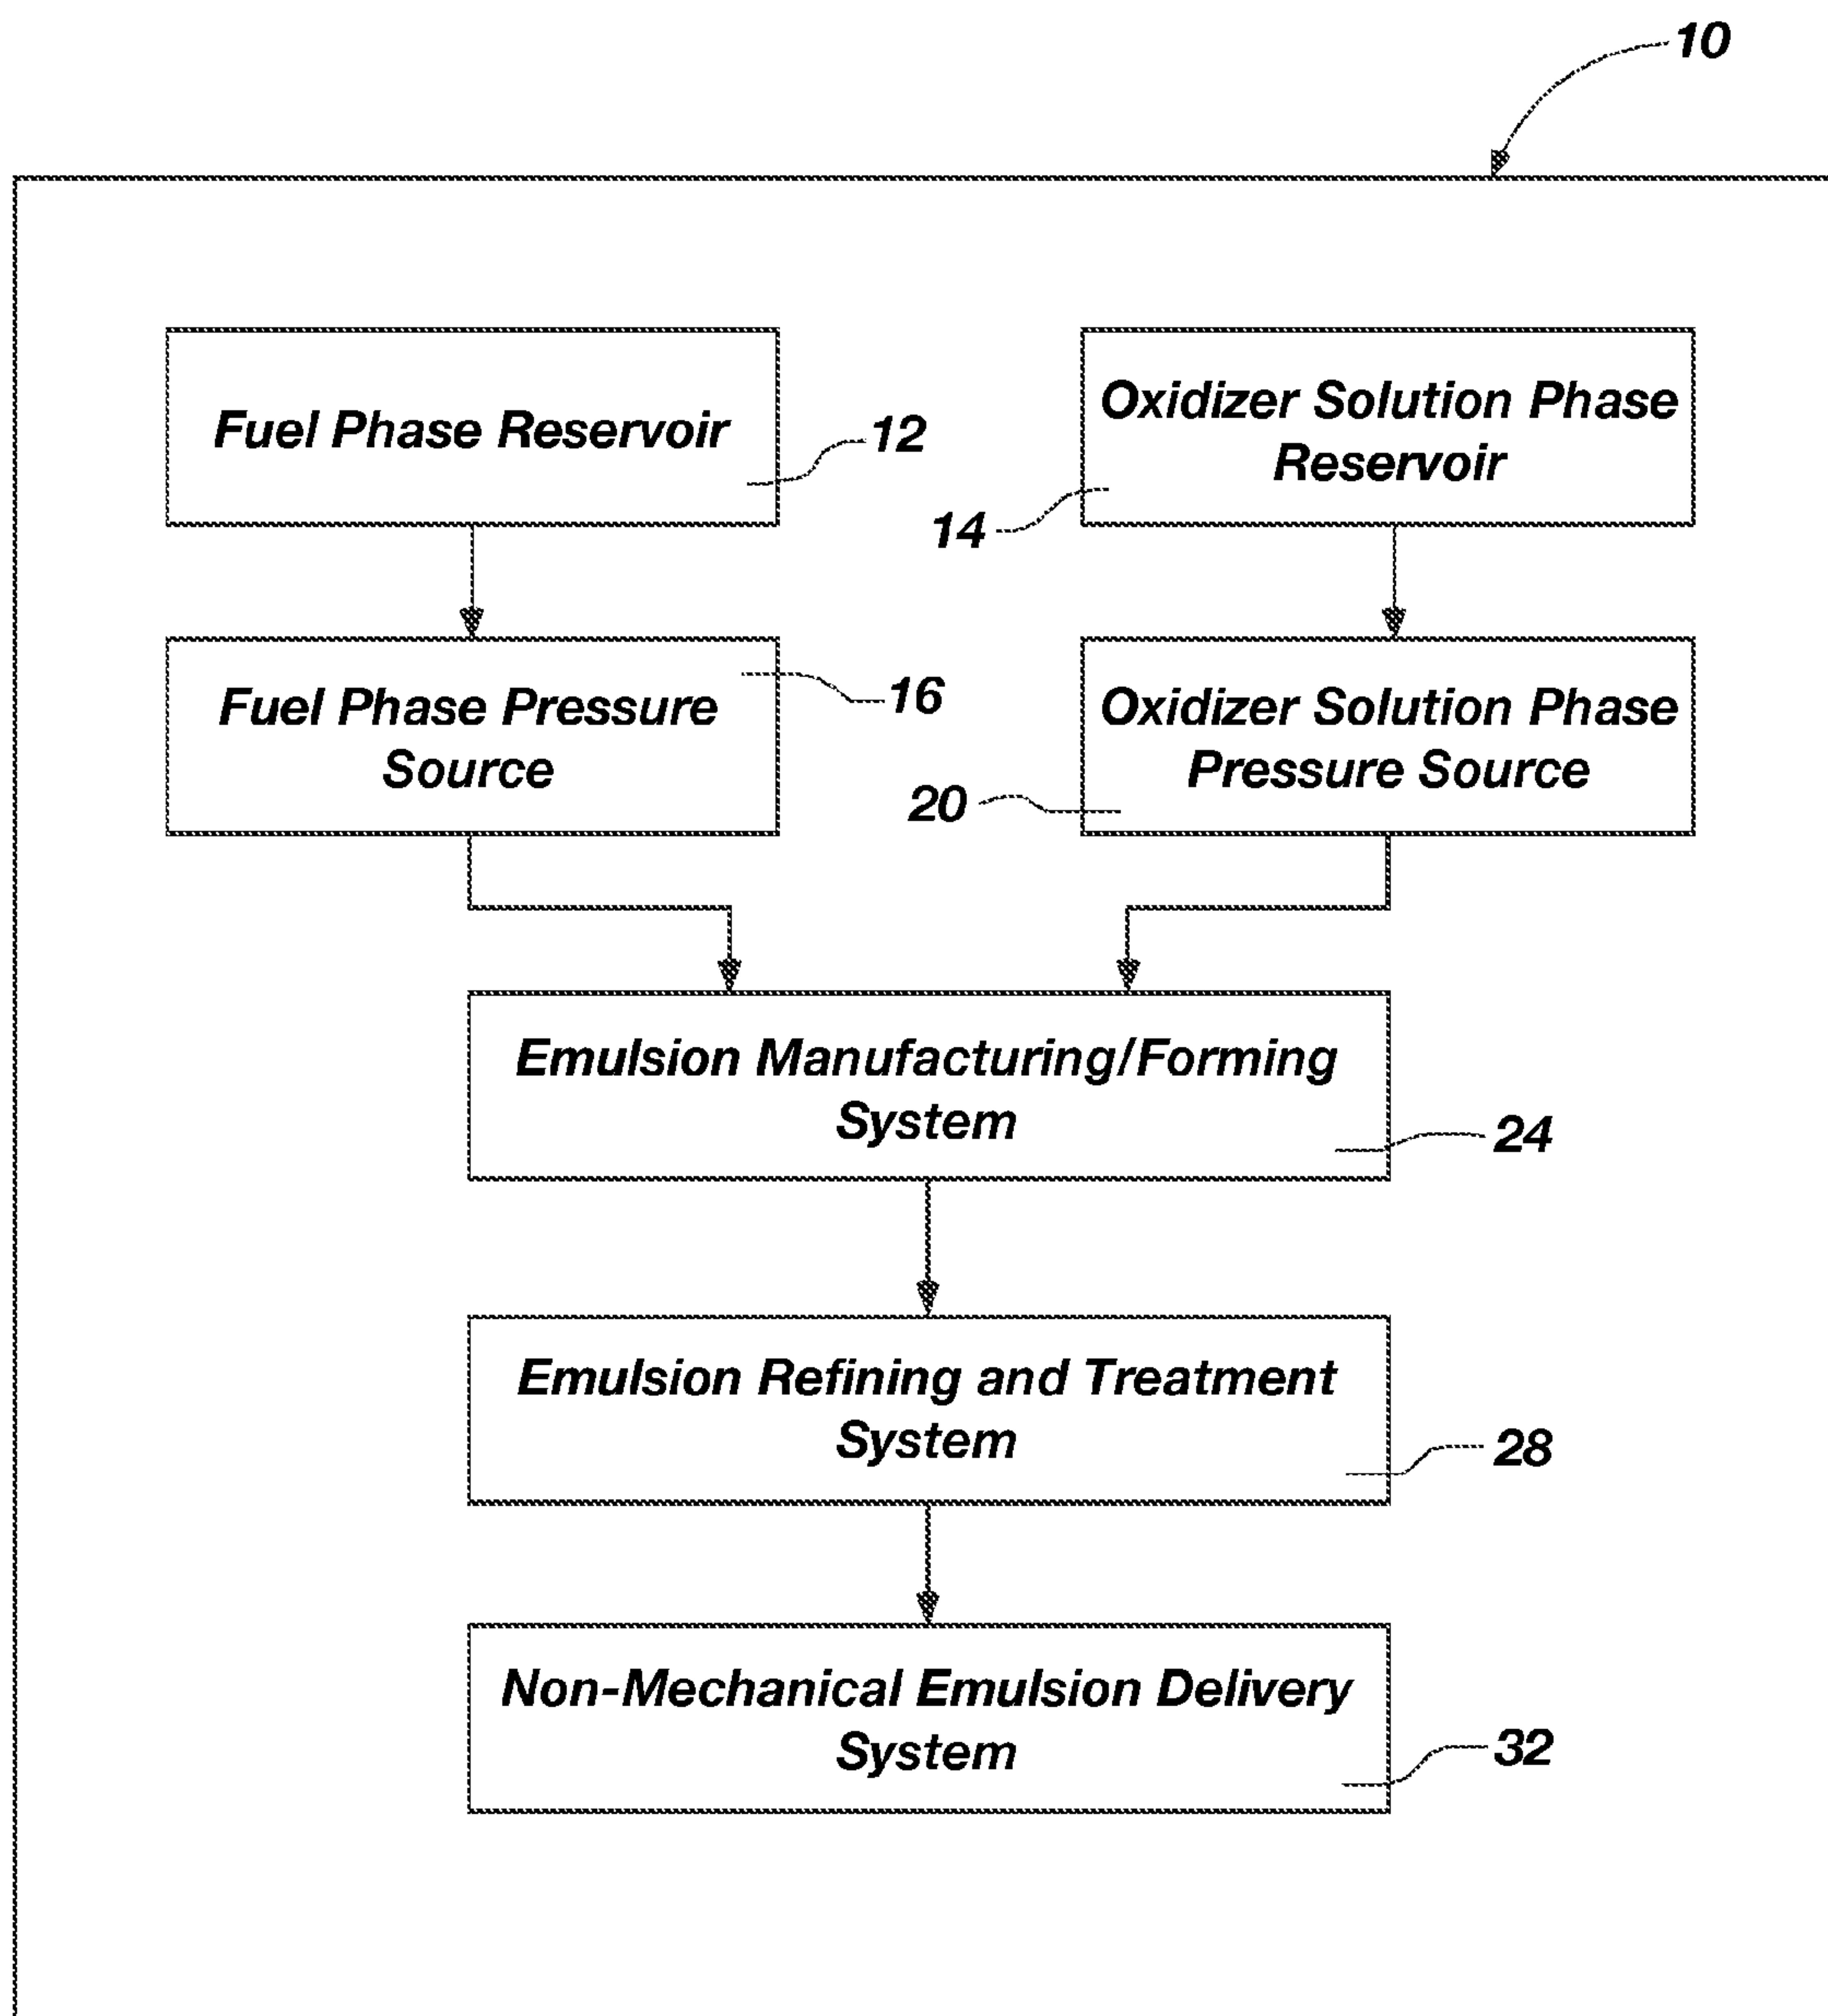 10
Fuel Phase Reservoir
12
Oxidizer Solution Phase
Reservoir
14
Fuel Phase Pressure
Source
16
Oxidizer Solution Phase
Pressure Source
20
Emulsion Manufacturing/Forming
System
24
Emulsion Refining and Treatment
System
28
Non-Mechanical Emulsion Delivery
System
32